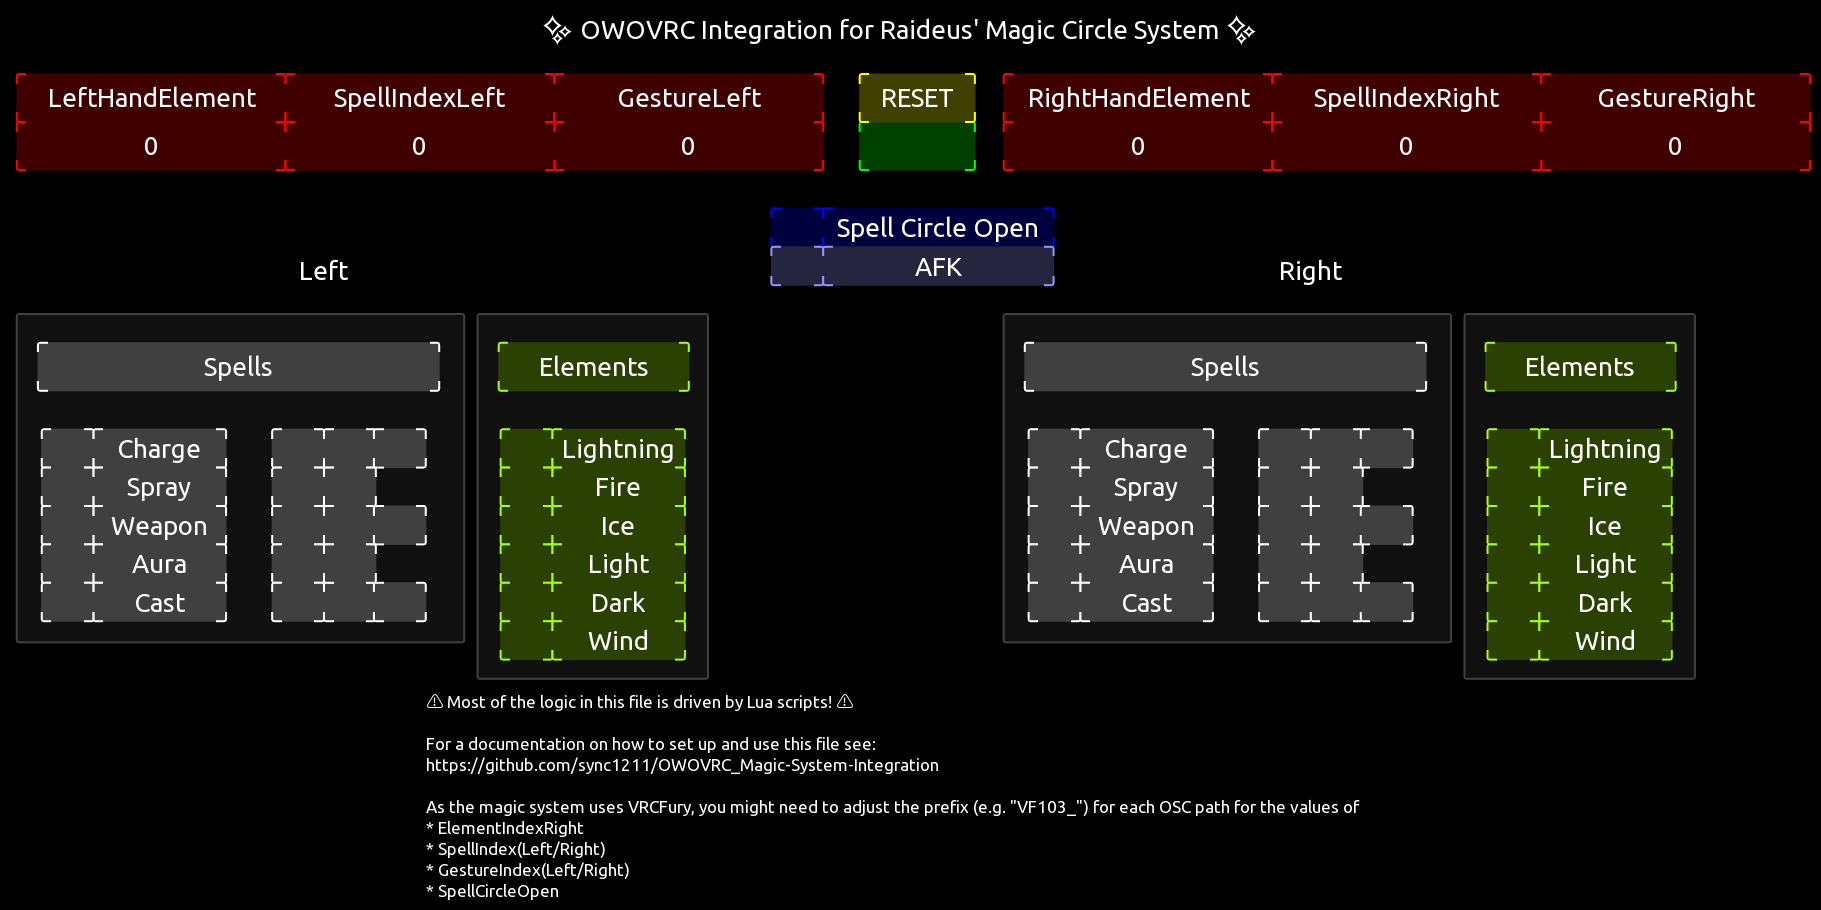 OWOVRC Integration for Raideus' Magic Circle System
LeftHandElement SpellIndexLeft GestureLeft RESET RightHandElement SpellIndexRight GestureRight
0 0 0 0 0 0
Spell Circle Open
AFK
Left Right
Spells Elements Spells Elements
Charge Lightning Charge Lightning
Spray Fire Spray Fire
Weapon Ice Weapon Ice
Aura Light Aura Light
Cast Dark Cast Dark
Wind Wind
⚠ Most of the logic in this file is driven by Lua scripts! ⚠
For a documentation on how to set up and use this file see:
https://github.com/sync1211/OWOVRC_Magic-System-Integration
As the magic system uses VRCFury, you might need to adjust the prefix (e.g. "VF103_") for each OSC path for the values of
* ElementIndexRight
* SpellIndex(Left/Right)
* GestureIndex(Left/Right)
* SpellCircleOpen